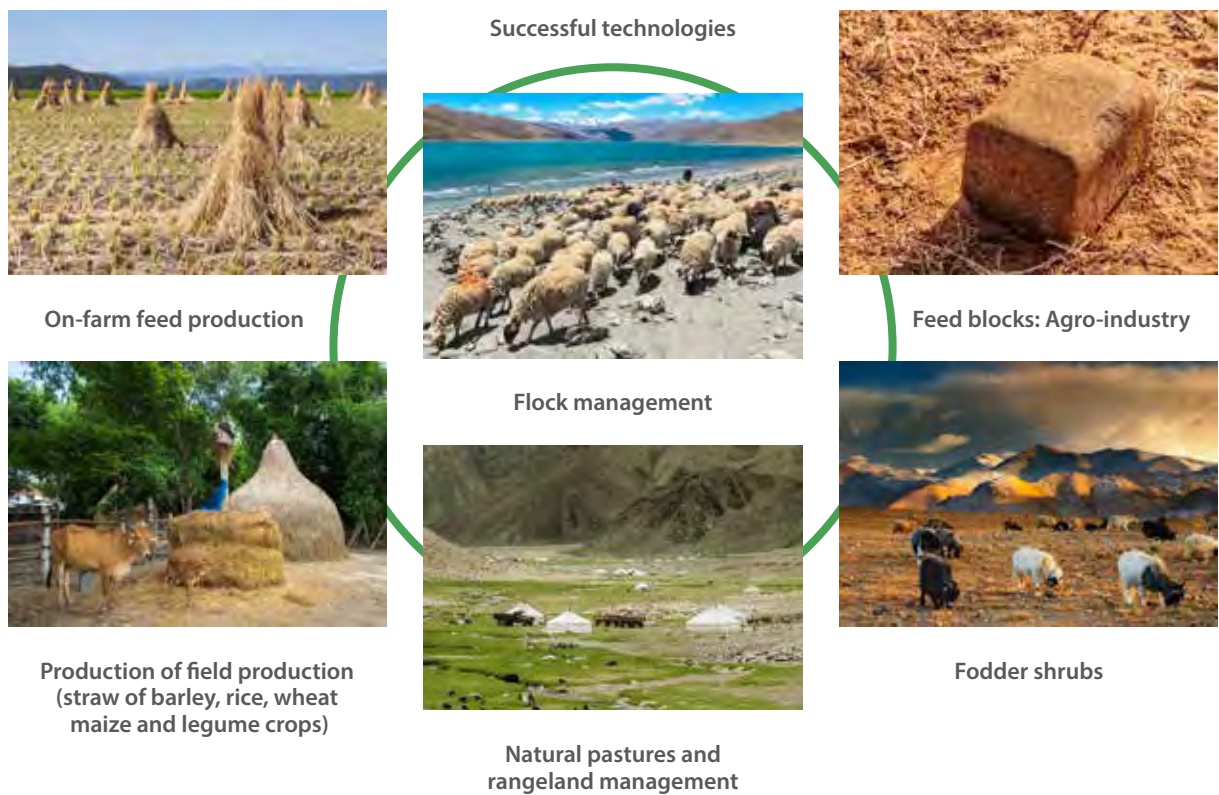 Successful technologies
On-farm feed production
Flock management
Feed blocks: Agro-industry
Production of field production
(straw of barley, rice, wheat
maize and legume crops)
Natural pastures and
rangeland management
Fodder shrubs